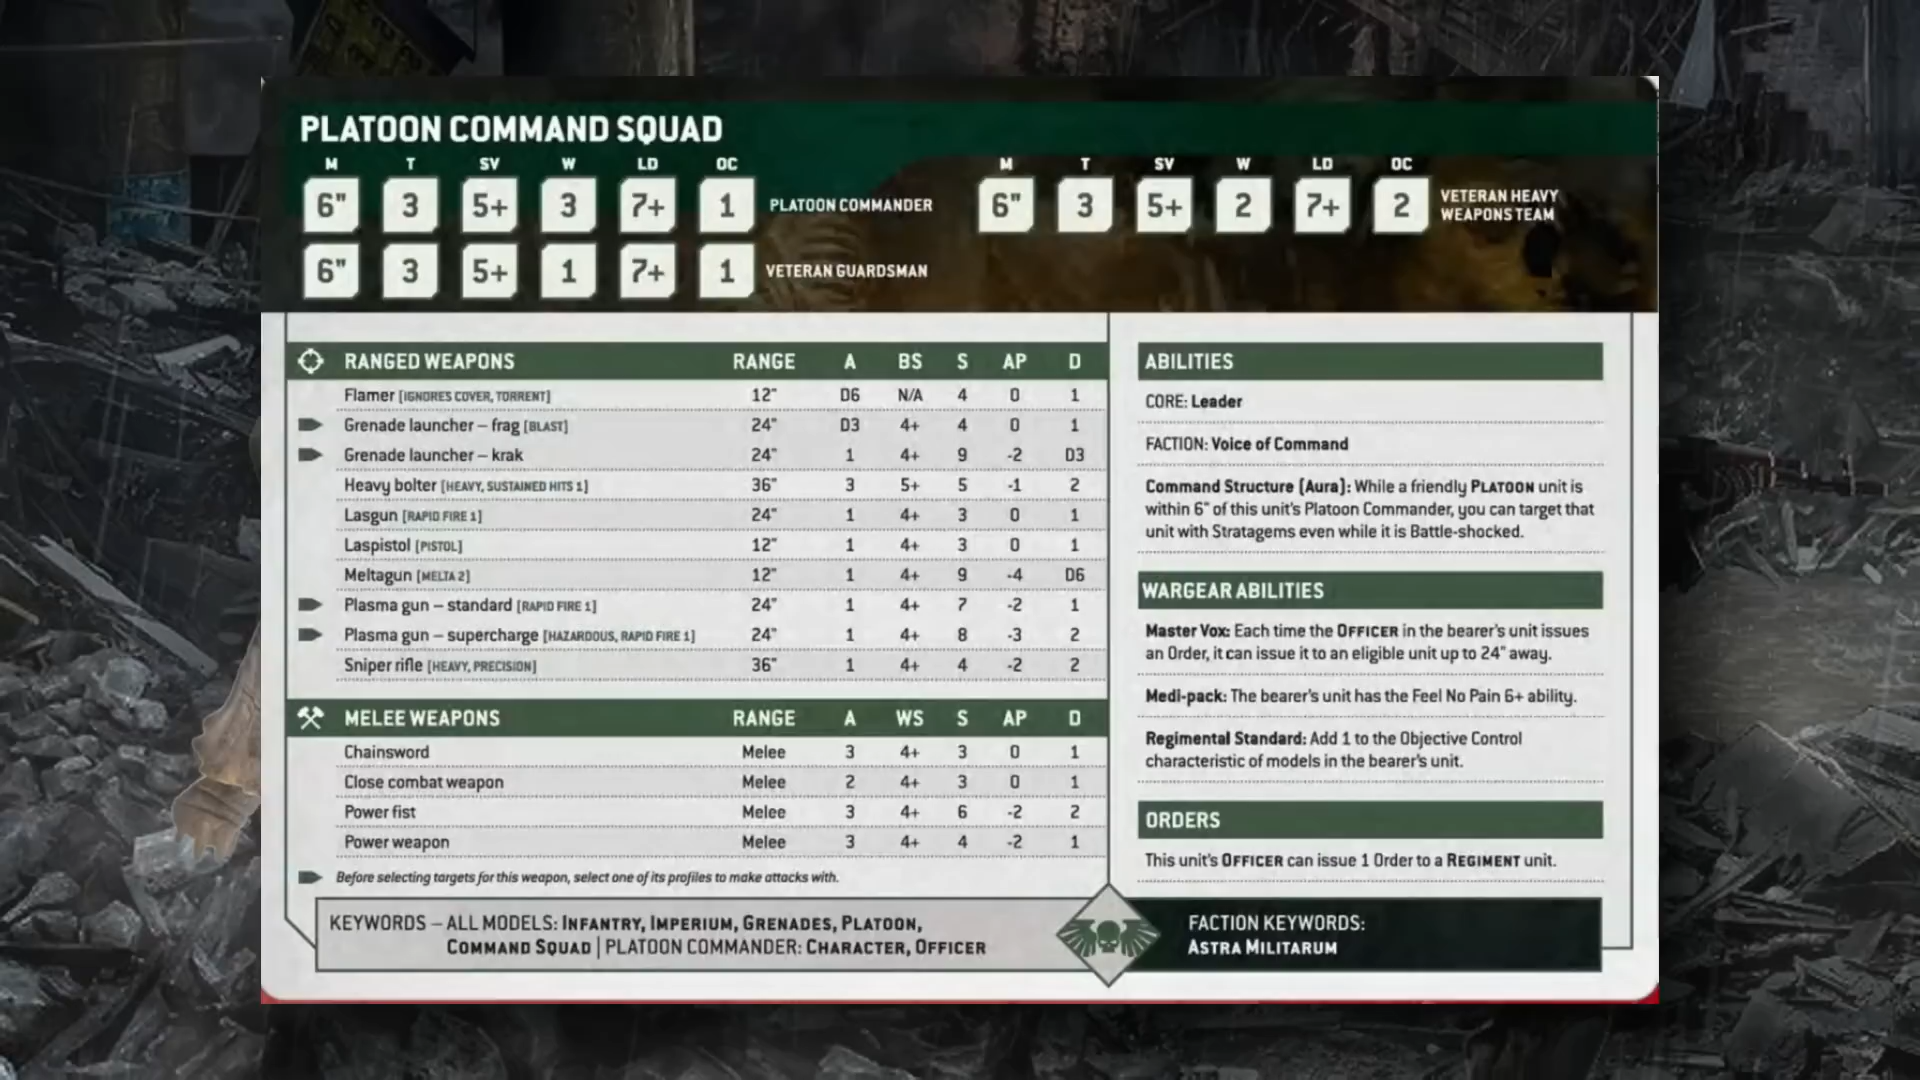 PLATOON COMMAND SQUAD
M T SV W LD OC
6" 3 5+ 3 7+ 1 PLATOON COMMANDER
6" 3 5+ 1 7+ 1 VETERAN GUARDSMAN
M T SV W LD OC
6" 3 5+ 2 7+ 2 VETERAN HEAVY
WEAPONS TEAM
RANGED WEAPONS RANGE A BS S AP D
Flamer [IGNORES COVER, TORRENT] 12" D6 N/A 4 0 1
Grenade launcher – frag [BLAST] 24" D3 4+ 4 0 1
Grenade launcher – krak 24" 1 4+ 9 -2 D3
Heavy bolter [HEAVY, SUSTAINED HITS 1] 36" 3 5+ 5 -1 2
Lasgun [RAPID FIRE 1] 24" 1 4+ 3 0 1
Laspistol [PISTOL] 12" 1 4+ 3 0 1
Meltagun [MELTA 2] 12" 1 4+ 9 -4 D6
Plasma gun – standard [RAPID FIRE 1] 24" 1 4+ 7 -2 1
Plasma gun – supercharge [HAZARDOUS, RAPID FIRE 1] 24" 1 4+ 8 -3 2
Sniper rifle [HEAVY, PRECISION] 36" 1 4+ 4 -2 2
MELEE WEAPONS RANGE A WS S AP D
Chainsword Melee 3 4+ 3 0 1
Close combat weapon Melee 2 4+ 3 0 1
Power fist Melee 3 4+ 6 -2 2
Power weapon Melee 3 4+ 4 -2 1
Before selecting targets for this weapon, select one of its profiles to make attacks with.
ABILITIES
CORE: Leader
FACTION: Voice of Command
Command Structure (Aura): While a friendly PLATOON unit is
within 6" of this unit's Platoon Commander, you can target that
unit with Stratagems even while it is Battle-shocked.
WARGEAR ABILITIES
Master Vox: Each time the OFFICER in the bearer's unit issues
an Order, it can issue it to an eligible unit up to 24" away.
Medi-pack: The bearer's unit has the Feel No Pain 6+ ability.
Regimental Standard: Add 1 to the Objective Control
characteristic of models in the bearer's unit.
ORDERS
This unit's OFFICER can issue 1 Order to a REGIMENT unit.
KEYWORDS – ALL MODELS: INFANTRY, IMPERIUM, GRENADES, PLATOON,
COMMAND SQUAD | PLATOON COMMANDER: CHARACTER, OFFICER
FACTION KEYWORDS:
ASTRA MILITARUM